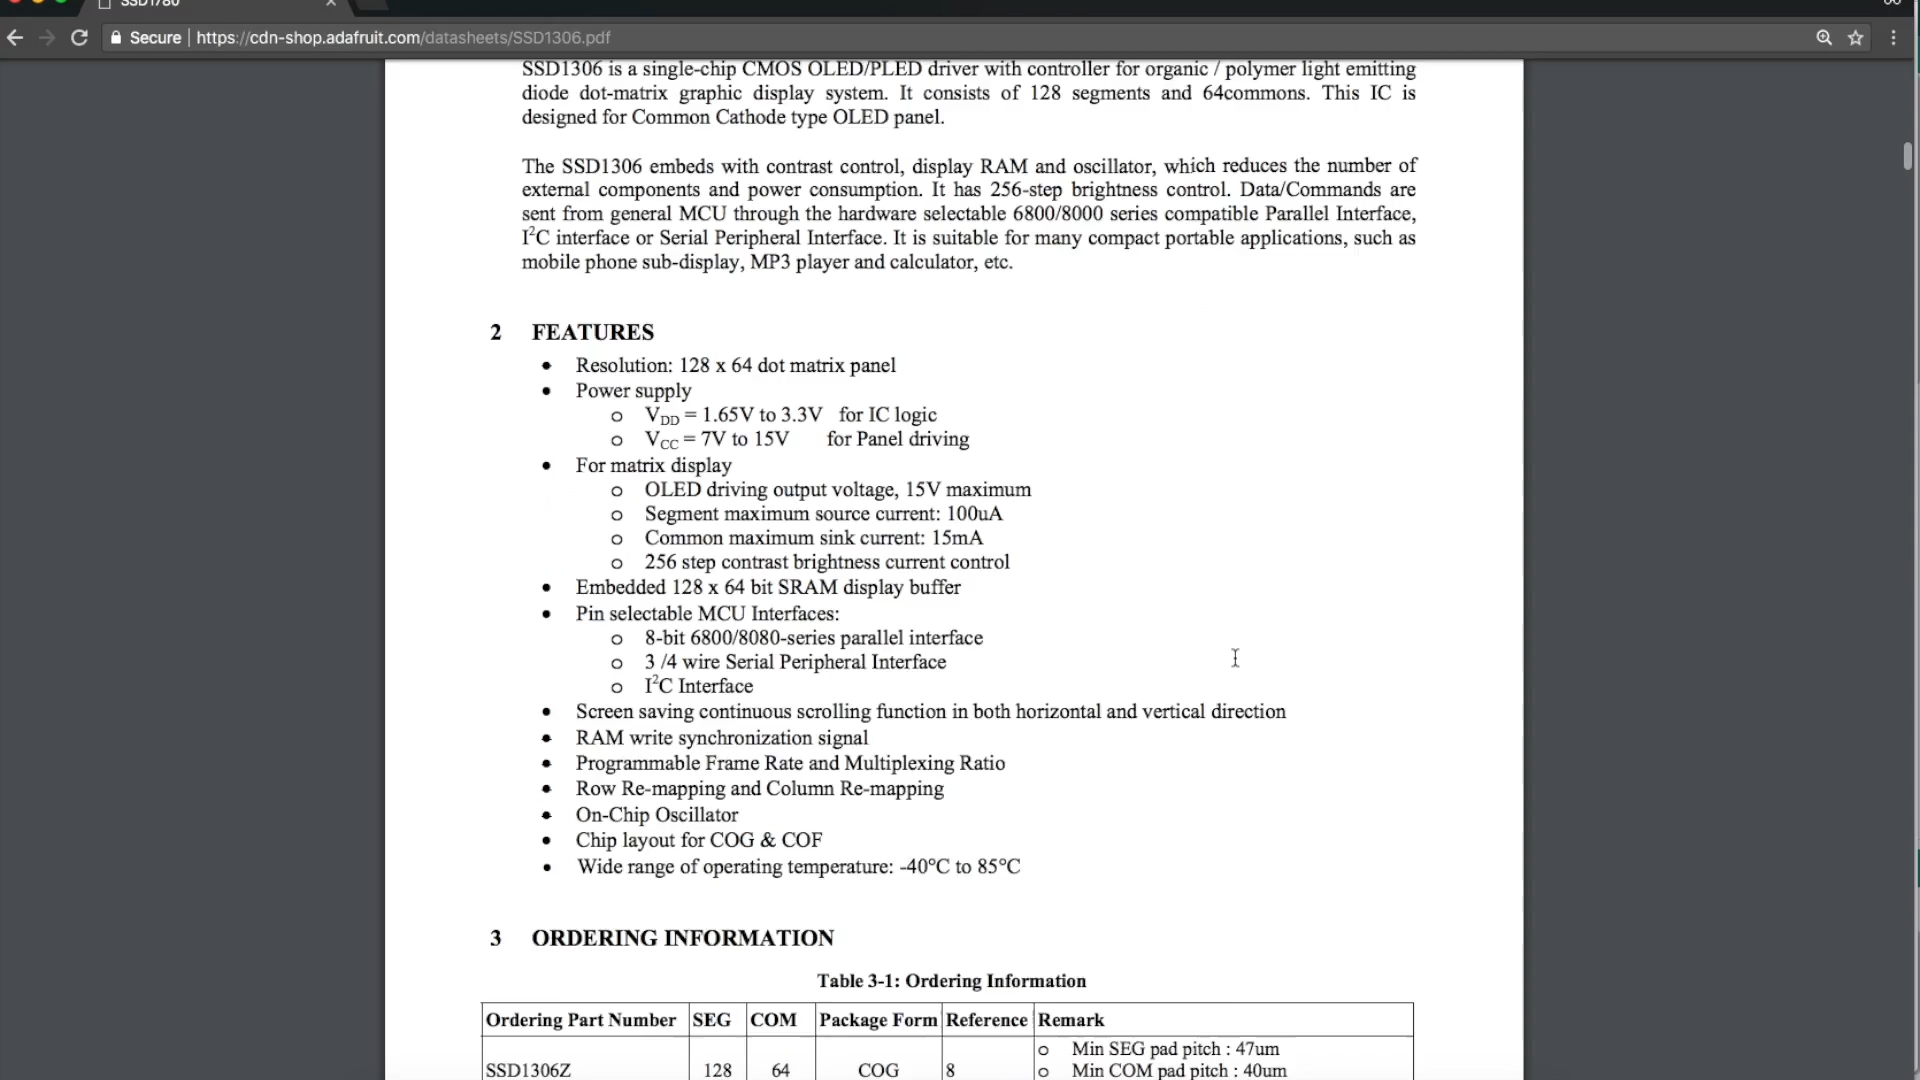 SSD1780
Secure | https://cdn-shop.adafruit.com/datasheets/SSD1306.pdf
SSD1306 is a single-chip CMOS OLED/PLED driver with controller for organic / polymer light emitting
diode dot-matrix graphic display system. It consists of 128 segments and 64commons. This IC is
designed for Common Cathode type OLED panel.
The SSD1306 embeds with contrast control, display RAM and oscillator, which reduces the number of
external components and power consumption. It has 256-step brightness control. Data/Commands are
sent from general MCU through the hardware selectable 6800/8000 series compatible Parallel Interface,
I²C interface or Serial Peripheral Interface. It is suitable for many compact portable applications, such as
mobile phone sub-display, MP3 player and calculator, etc.
2 FEATURES
• Resolution: 128 x 64 dot matrix panel
• Power supply
o VDD = 1.65V to 3.3V for IC logic
o VCC = 7V to 15V for Panel driving
• For matrix display
o OLED driving output voltage, 15V maximum
o Segment maximum source current: 100uA
o Common maximum sink current: 15mA
o 256 step contrast brightness current control
• Embedded 128 x 64 bit SRAM display buffer
• Pin selectable MCU Interfaces:
o 8-bit 6800/8080-series parallel interface
o 3 /4 wire Serial Peripheral Interface
o I²C Interface
• Screen saving continuous scrolling function in both horizontal and vertical direction
• RAM write synchronization signal
• Programmable Frame Rate and Multiplexing Ratio
• Row Re-mapping and Column Re-mapping
• On-Chip Oscillator
• Chip layout for COG & COF
• Wide range of operating temperature: -40°C to 85°C
3 ORDERING INFORMATION
Table 3-1: Ordering Information
Ordering Part Number SEG COM Package Form Reference Remark
SSD1306Z 128 64 COG 8 o Min SEG pad pitch : 47um
o Min COM pad pitch : 40um